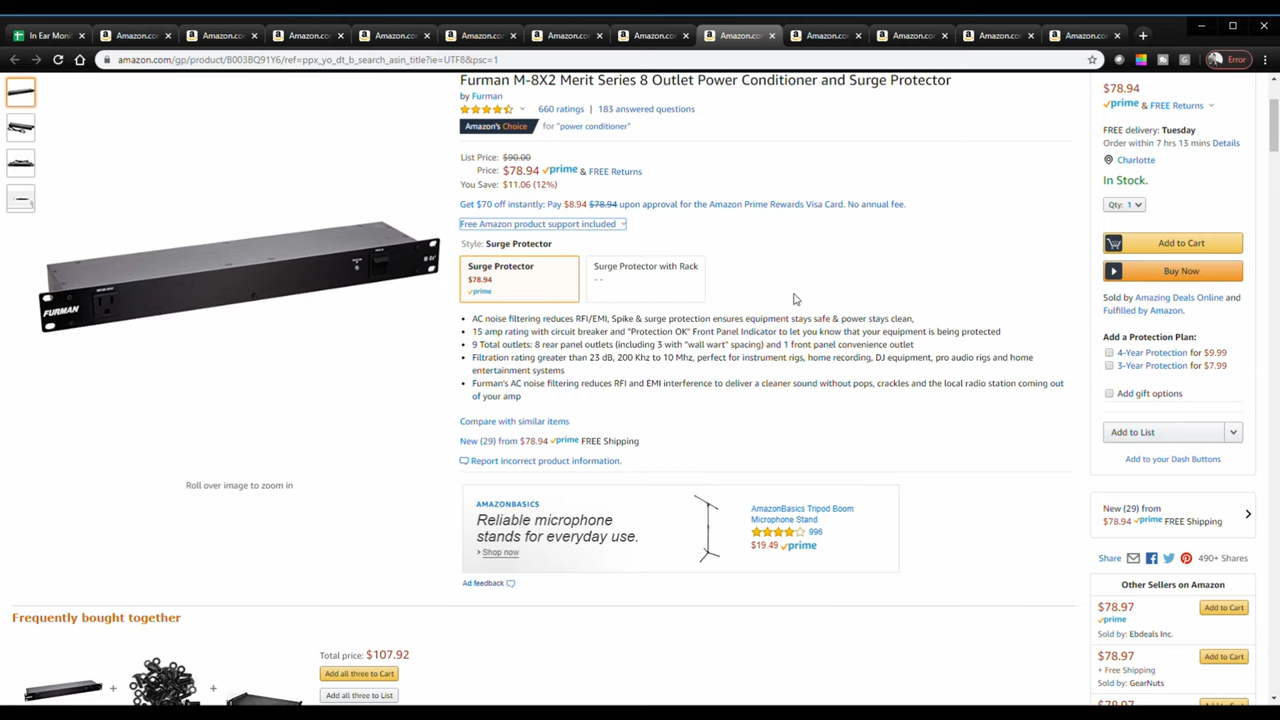 In Ear Moni
Amazon.co
Amazon.co
Amazon.co
Amazon.co
Amazon.co
Amazon.co
Amazon.co
Amazon.co
Amazon.co
Amazon.co
Amazon.co
Amazon.co
amazon.com/gp/product/B003BQ91Y6/ref=ppx_yo_dt_b_search_asin_title?ie=UTF8&psc=1
Error
Furman M-8X2 Merit Series 8 Outlet Power Conditioner and Surge Protector
by Furman
660 ratings | 183 answered questions
Amazon's Choice for "power conditioner"
List Price: $90.00
Price: $78.94 prime & FREE Returns
You Save: $11.06 (12%)
Get $70 off instantly: Pay $8.94 $78.94 upon approval for the Amazon Prime Rewards Visa Card. No annual fee.
Free Amazon product support included
Style: Surge Protector
Surge Protector
$78.94
prime
Surge Protector with Rack
- -
• AC noise filtering reduces RFI/EMI, Spike & surge protection ensures equipment stays safe & power stays clean,
• 15 amp rating with circuit breaker and "Protection OK" Front Panel Indicator to let you know that your equipment is being protected
• 9 Total outlets: 8 rear panel outlets (including 3 with "wall wart" spacing) and 1 front panel convenience outlet
• Filtration rating greater than 23 dB, 200 Khz to 10 Mhz, perfect for instrument rigs, home recording, DJ equipment, pro audio rigs and home
entertainment systems
• Furman's AC noise filtering reduces RFI and EMI interference to deliver a cleaner sound without pops, crackles and the local radio station coming out
of your amp
Compare with similar items
New (29) from $78.94 prime FREE Shipping
Report incorrect product information.
FURMAN
M-8x2
Roll over image to zoom in
AMAZONBASICS
Reliable microphone
stands for everyday use.
› Shop now
AmazonBasics Tripod Boom
Microphone Stand
996
$19.49 prime
Ad feedback
Frequently bought together
Total price: $107.92
Add all three to Cart
Add all three to List
+
+
$78.94
prime & FREE Returns
FREE delivery: Tuesday
Order within 7 hrs 13 mins Details
Charlotte
In Stock.
Qty: 1
Add to Cart
Buy Now
Sold by Amazing Deals Online and
Fulfilled by Amazon.
Add a Protection Plan:
4-Year Protection for $9.99
3-Year Protection for $7.99
Add gift options
Add to List
Add to your Dash Buttons
New (29) from
$78.94 prime FREE Shipping
Share 490+ Shares
Other Sellers on Amazon
$78.97
Add to Cart
prime
Sold by: Ebdeals Inc.
$78.97
Add to Cart
+ Free Shipping
Sold by: GearNuts
$78.97